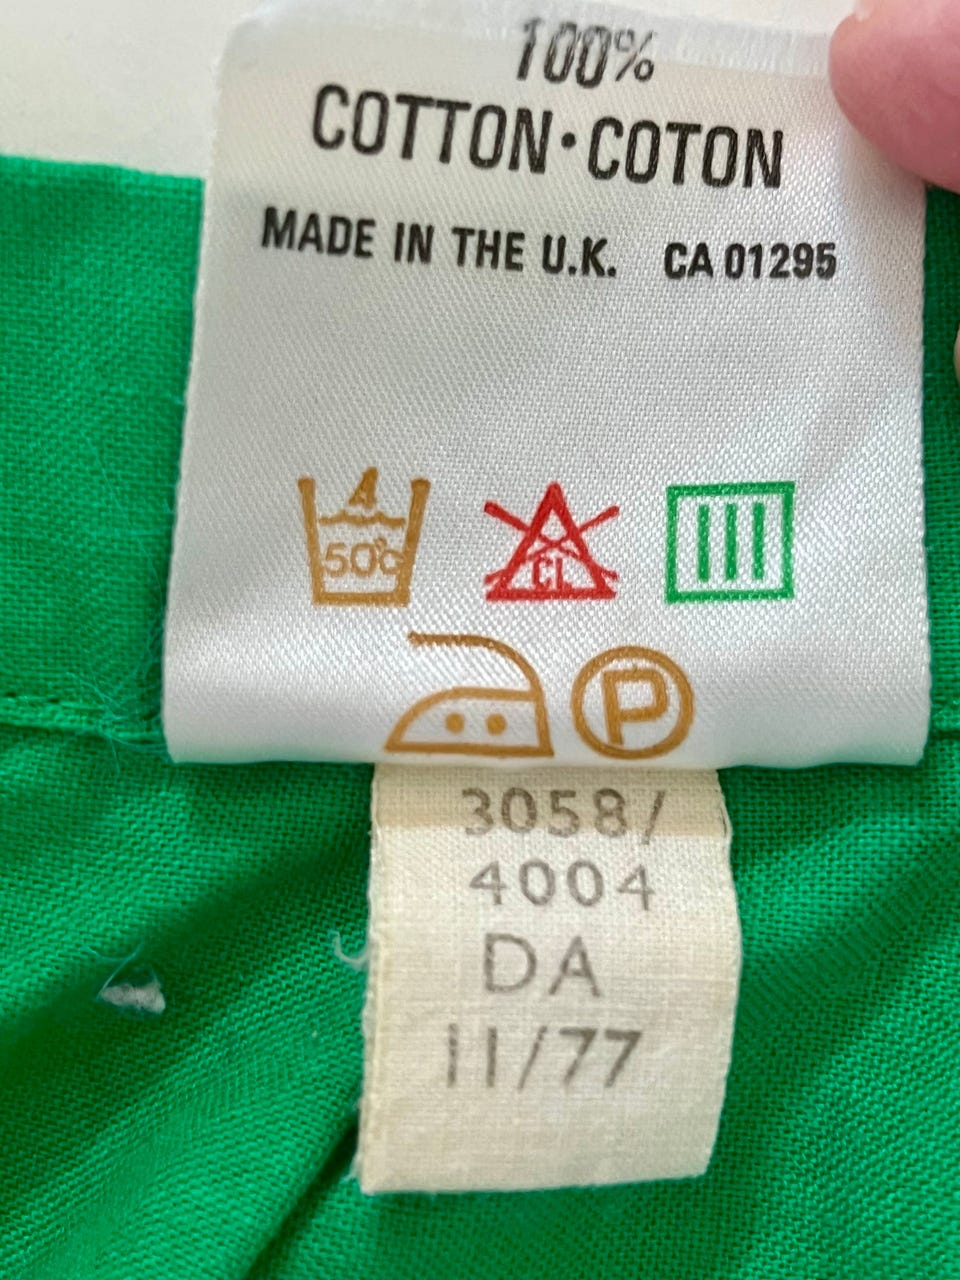 100%
COTTON·COTON
MADE IN THE U.K. CA 01295
4
50°C
CL
P
3058/
4004
DA
11/77